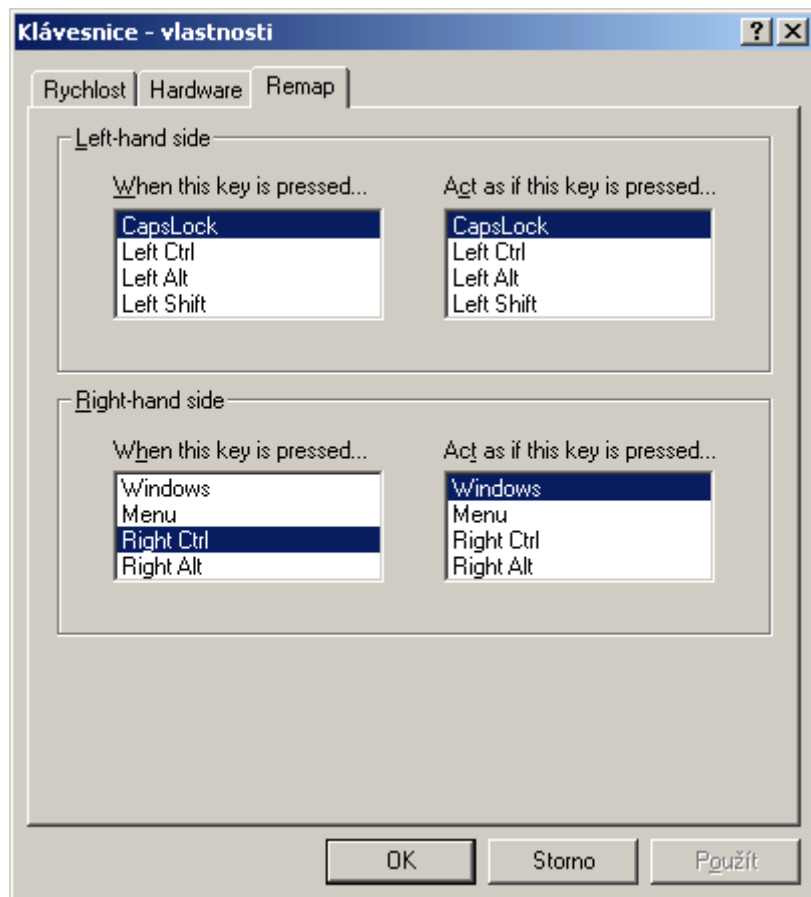 Klávesnice - vlastnosti
Rychlost Hardware Remap
Left-hand side
When this key is pressed... Act as if this key is pressed...
CapsLock CapsLock
Left Ctrl Left Ctrl
Left Alt Left Alt
Left Shift Left Shift
Right-hand side
When this key is pressed... Act as if this key is pressed...
Windows Windows
Menu Menu
Right Ctrl Right Ctrl
Right Alt Right Alt
OK Storno Použít